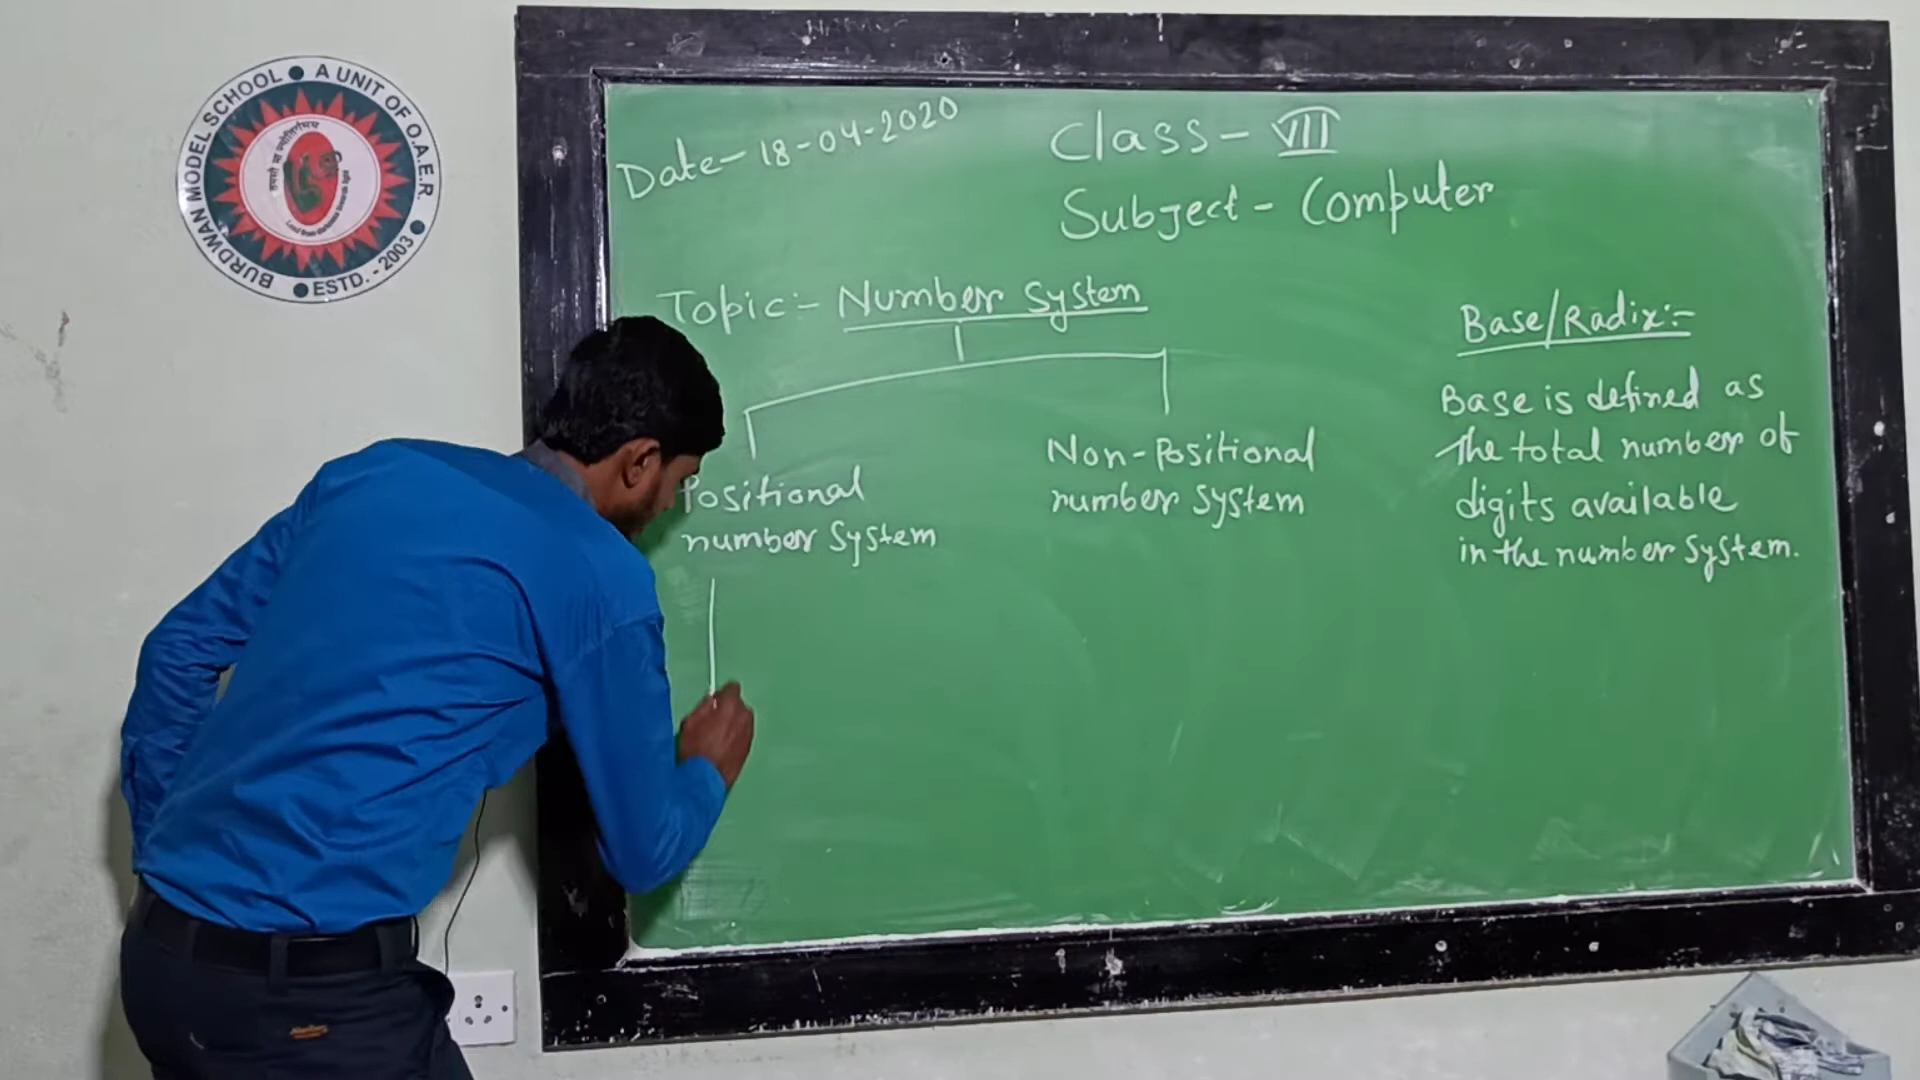 BURDWAN MODEL SCHOOL ● A UNIT OF O.A.E.R. ●
ESTD. - 2003
Date- 18-04-2020
Class- VII
Subject - Computer
Topic:- Number System
Positional
number System
Non-Positional
number System
Base/Radix:-
Base is defined as
the total number of
digits available
in the number System.